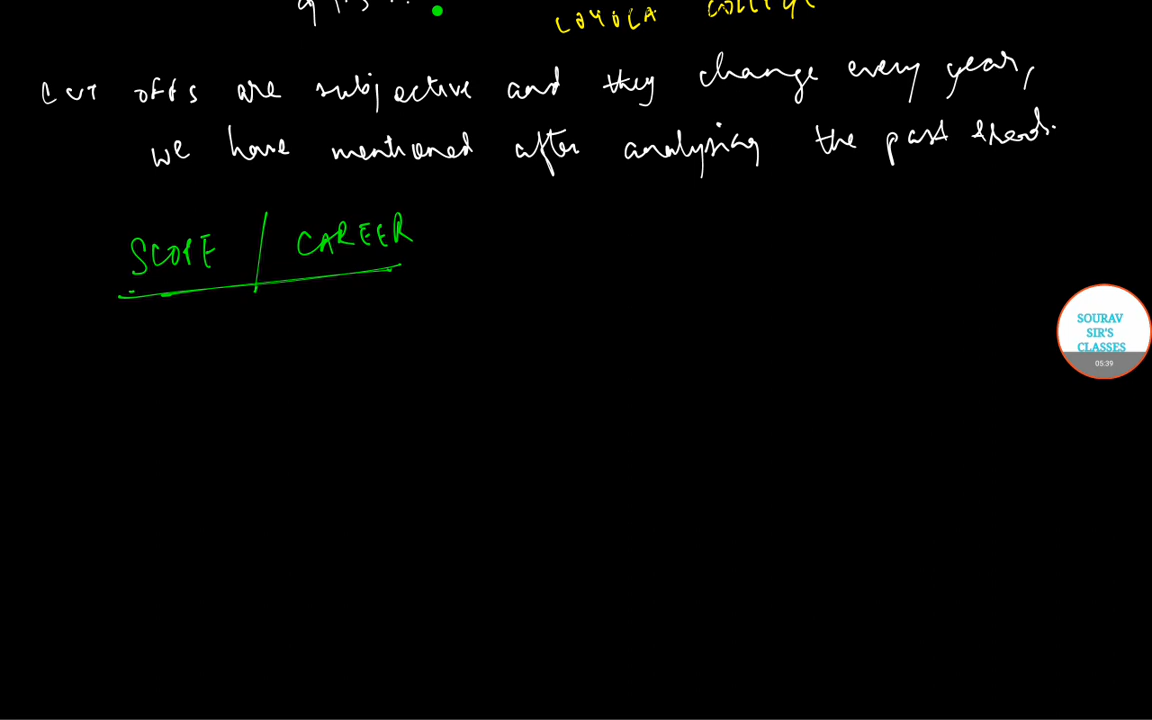 LOYOLA COLLEGE
cut offs are subjective and they change every year,
we have mentioned after analysing the past trends.
SCOPE / CAREER
SOURAV
SIR'S
CLASSES
05:39